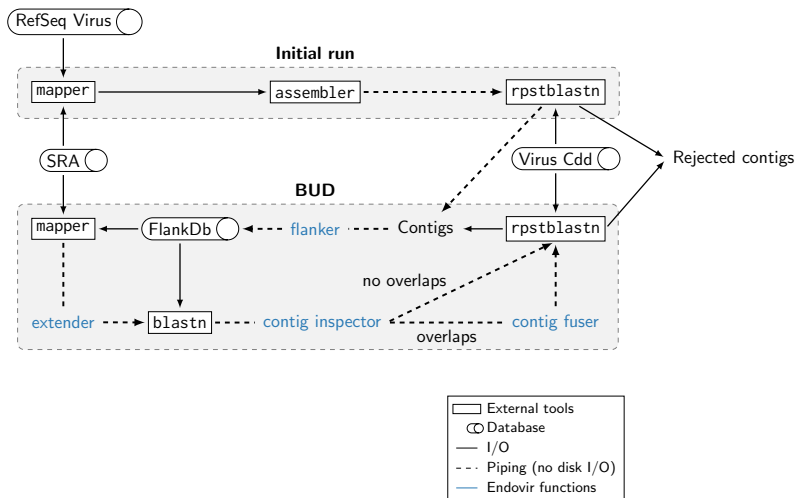 RefSeq Virus
Initial run
mapper
assembler
rpstblastn
SRA
Virus Cdd
Rejected contigs
BUD
mapper
FlankDb
flanker
Contigs
rpstblastn
no overlaps
extender
blastn
contig inspector
overlaps
contig fuser
External tools
Database
I/O
Piping (no disk I/O)
Endovir functions